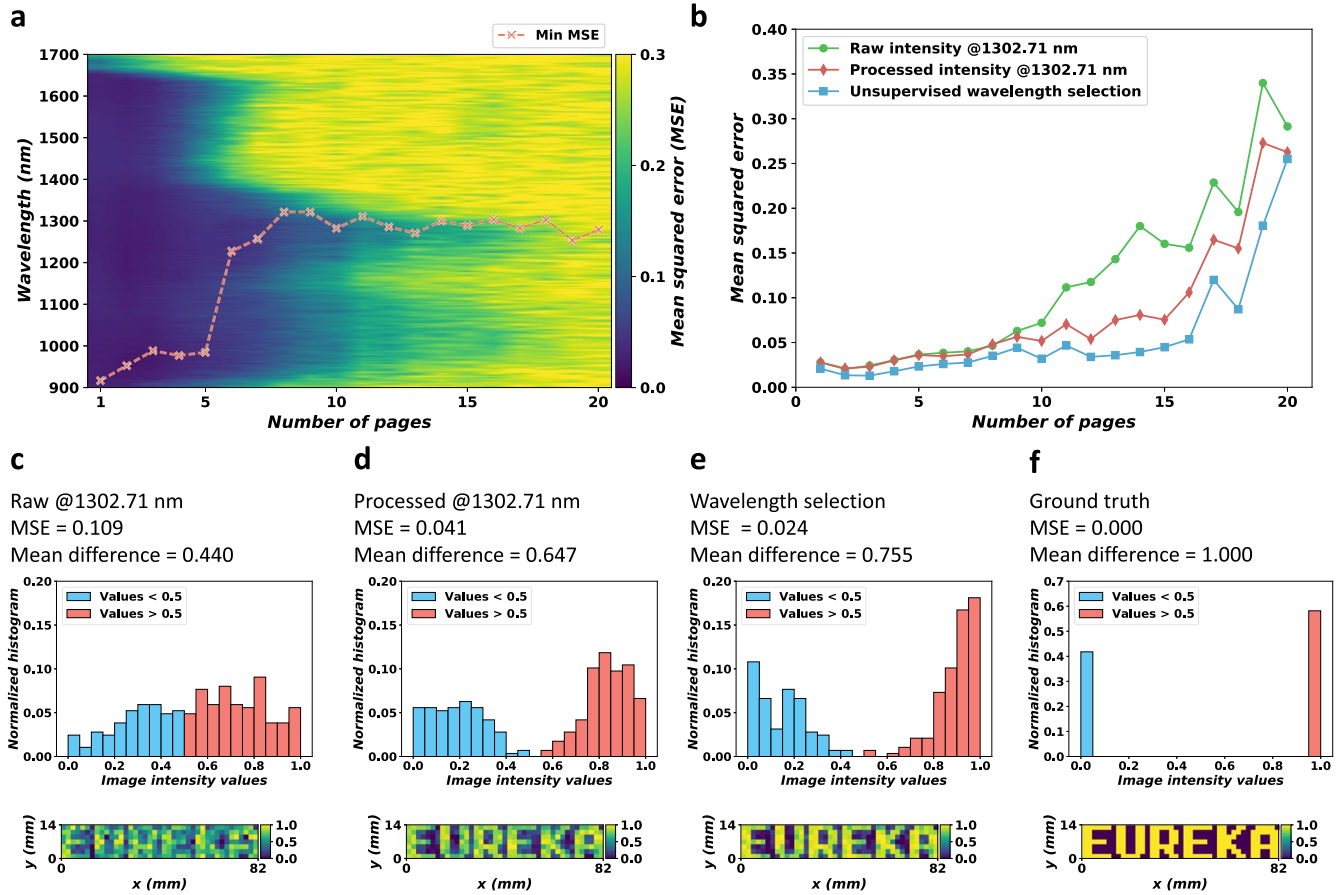 a
Min MSE
1700
1600
1500
1400
1300
1200
1100
1000
900
Wavelength (nm)
1
5
10
15
20
Number of pages
0.3
0.2
0.1
0.0
Mean squared error (MSE)
b
Raw intensity @1302.71 nm
Processed intensity @1302.71 nm
Unsupervised wavelength selection
0.40
0.35
0.30
0.25
0.20
0.15
0.10
0.05
0.00
Mean squared error
0
5
10
15
20
Number of pages
c
Raw @1302.71 nm
MSE = 0.109
Mean difference = 0.440
Values < 0.5
Values > 0.5
0.20
0.15
0.10
0.05
0.00
Normalized histogram
0.0 0.2 0.4 0.6 0.8 1.0
Image intensity values
14
0
y (mm)
0 82
x (mm)
1.0
0.0
d
Processed @1302.71 nm
MSE = 0.041
Mean difference = 0.647
Values < 0.5
Values > 0.5
0.20
0.15
0.10
0.05
0.00
Normalized histogram
0.0 0.2 0.4 0.6 0.8 1.0
Image intensity values
EUREKA
14
0
y (mm)
0 82
x (mm)
1.0
0.0
e
Wavelength selection
MSE = 0.024
Mean difference = 0.755
Values < 0.5
Values > 0.5
0.20
0.15
0.10
0.05
0.00
Normalized histogram
0.0 0.2 0.4 0.6 0.8 1.0
Image intensity values
EUREKA
14
0
y (mm)
0 82
x (mm)
1.0
0.0
f
Ground truth
MSE = 0.000
Mean difference = 1.000
Values < 0.5
Values > 0.5
0.7
0.6
0.5
0.4
0.3
0.2
0.1
0.0
Normalized histogram
0.0 0.2 0.4 0.6 0.8 1.0
Image intensity values
EUREKA
14
0
y (mm)
0 82
x (mm)
1.0
0.0